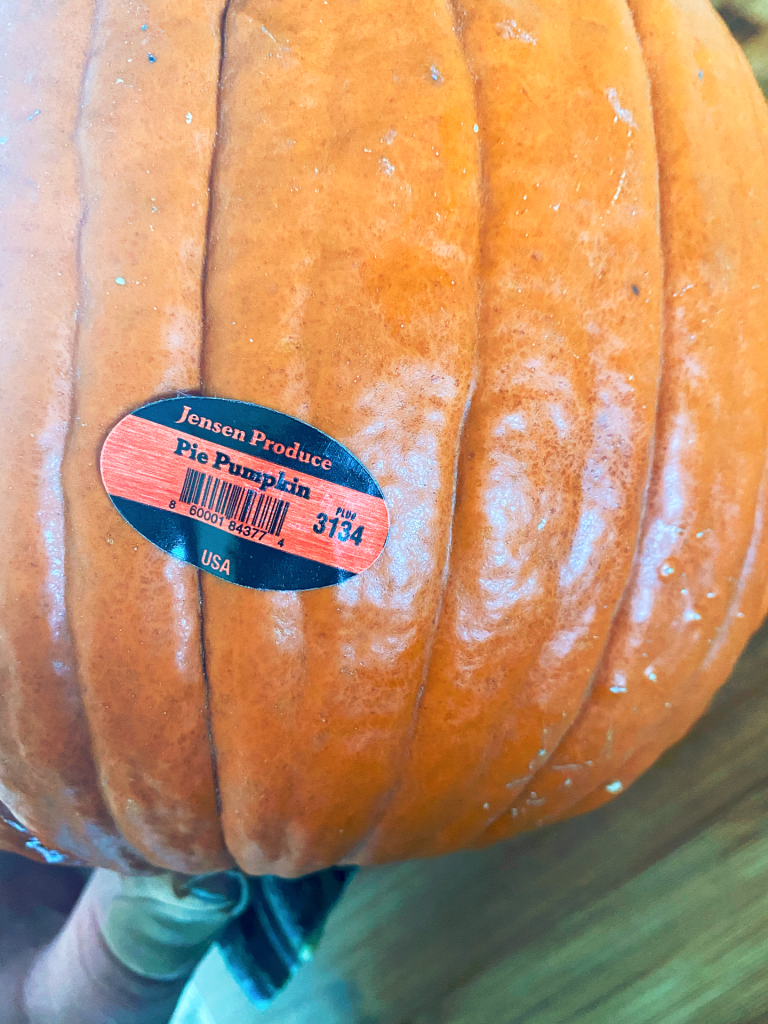 Jensen Produce
Pie Pumpkin
PLU#
3134
8 60001 84377 4
USA